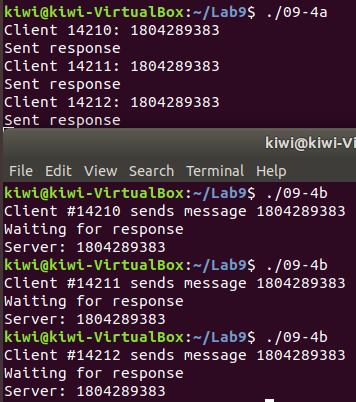 kiwi@kiwi-VirtualBox:~/Lab9$ ./09-4a
Client 14210: 1804289383
Sent response
Client 14211: 1804289383
Sent response
Client 14212: 1804289383
Sent response
kiwi@kiwi-Vi
File Edit View Search Terminal Help
kiwi@kiwi-VirtualBox:~/Lab9$ ./09-4b
Client #14210 sends message 1804289383
Waiting for response
Server: 1804289383
kiwi@kiwi-VirtualBox:~/Lab9$ ./09-4b
Client #14211 sends message 1804289383
Waiting for response
Server: 1804289383
kiwi@kiwi-VirtualBox:~/Lab9$ ./09-4b
Client #14212 sends message 1804289383
Waiting for response
Server: 1804289383